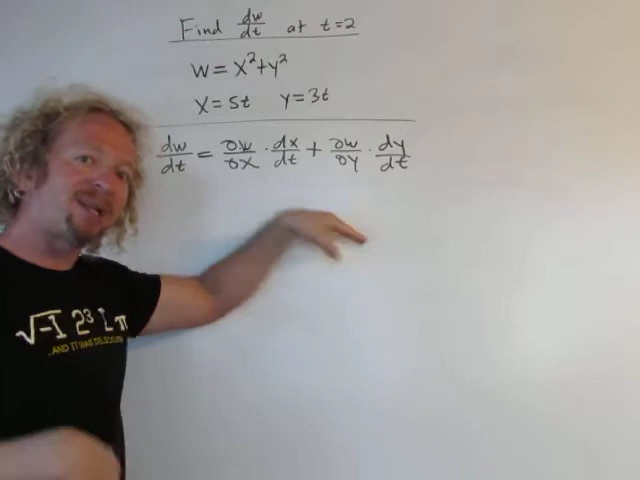 Find dw/dt at t=2
w = x²+y²
x = 5t y = 3t
dw/dt = ∂w/∂x · dx/dt + ∂w/∂y · dy/dt
√-1 2³ Σ π
...AND IT WAS DELICIOUS!